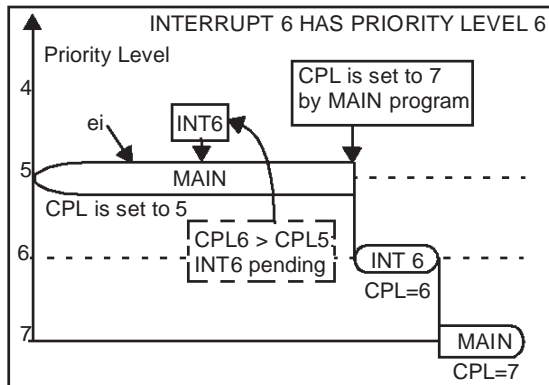 INTERRUPT 6 HAS PRIORITY LEVEL 6
Priority Level
4
CPL is set to 7
by MAIN program
ei
INT6
5
MAIN
CPL is set to 5
CPL6 > CPL5
INT6 pending
6
INT 6
CPL=6
7
MAIN
CPL=7